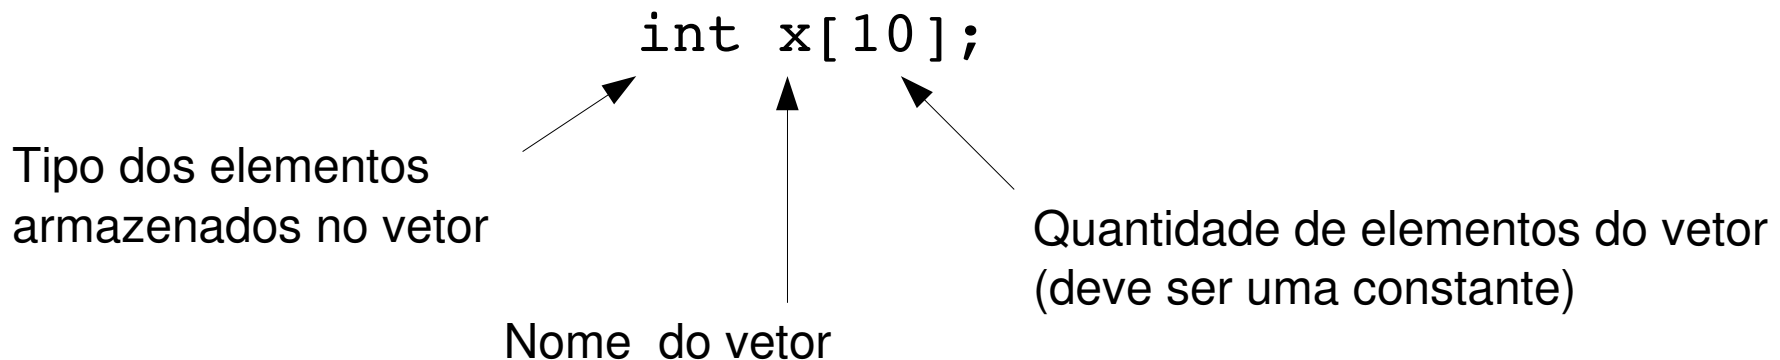 int x[10];
Tipo dos elementos
armazenados no vetor
Quantidade de elementos do vetor
(deve ser uma constante)
Nome do vetor